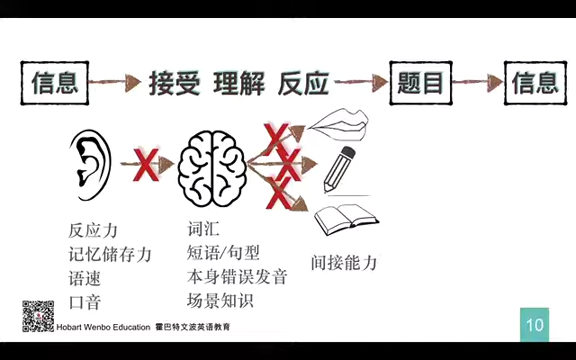 信息 接受 理解 反应 题目 信息
X X X X
反应力
记忆储存力
语速
口音
词汇
短语/句型
本身错误发音
场景知识
间接能力
Hobart Wenbo Education 霍巴特文波英语教育
10